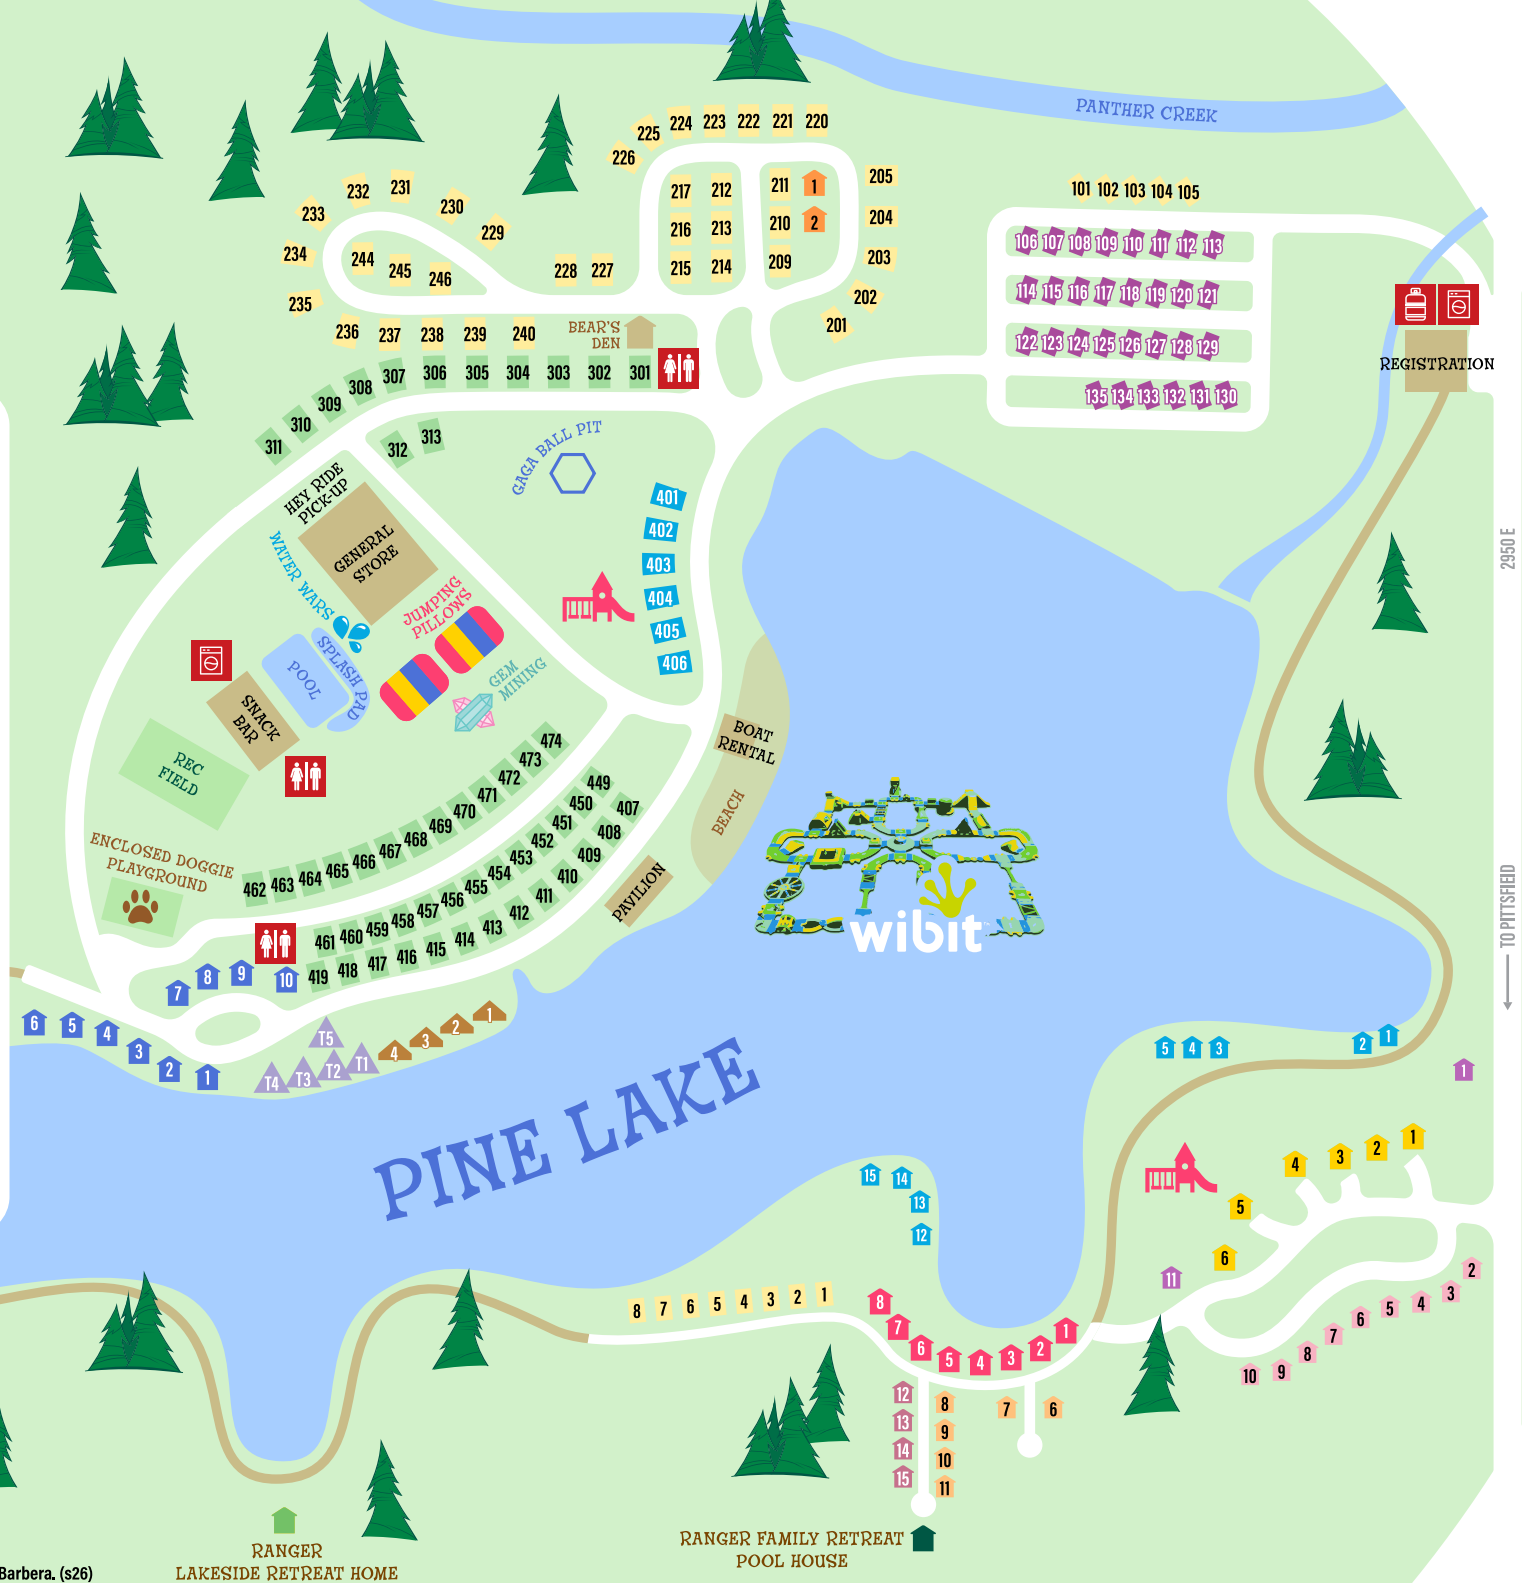 PANTHER CREEK
224 223 222 221 220
225
226
232 231
233
230
229
234
244
245
246
235
228 227
217 212 211 1
216 213 210 2
215 214 209
205
204
203
202
201
101 102 103 104 105
106 107 108 109 110 111 112 113
114 115 116 117 118 119 120 121
122 123 124 125 126 127 128 129
135 134 133 132 131 130
REGISTRATION
236 237 238 239 240
BEAR'S
DEN
311 310 309 308 307 306 305 304 303 302 301
312 313
GAGA BALL PIT
HEY RIDE
PICK-UP
GENERAL
STORE
WATER WARS
JUMPING
PILLOWS
401
402
403
404
405
406
2950 E
SPLASH PAD
POOL
GEM
MINING
SNACK
BAR
REC
FIELD
BOAT
RENTAL
BEACH
PAVILION
wibit
TO PITTSFIELD
ENCLOSED DOGGIE
PLAYGROUND
462 463 464 465 466 467 468 469 470 471 472 473 474
461 460 459 458 457 456 455 454 453 452 451 450 449
419 418 417 416 415 414 413 412 411 410 409 408 407
7 8 9 10
6 5 4 3 2 1
T5
T4 T3 T2 T1
4 3 2 1
PINE LAKE
5 4 3
2 1
1
15 14
13
12
4 3 2 1
5
6
11
2
3
4
5
6
7
8
9
10
8 7 6 5 4 3 2 1
8
7
6
5 4 3 2 1
12 8
13 9
14 10
15 11
7 6
RANGER FAMILY RETREAT
POOL HOUSE
RANGER
LAKESIDE RETREAT HOME
Barbera. (s26)